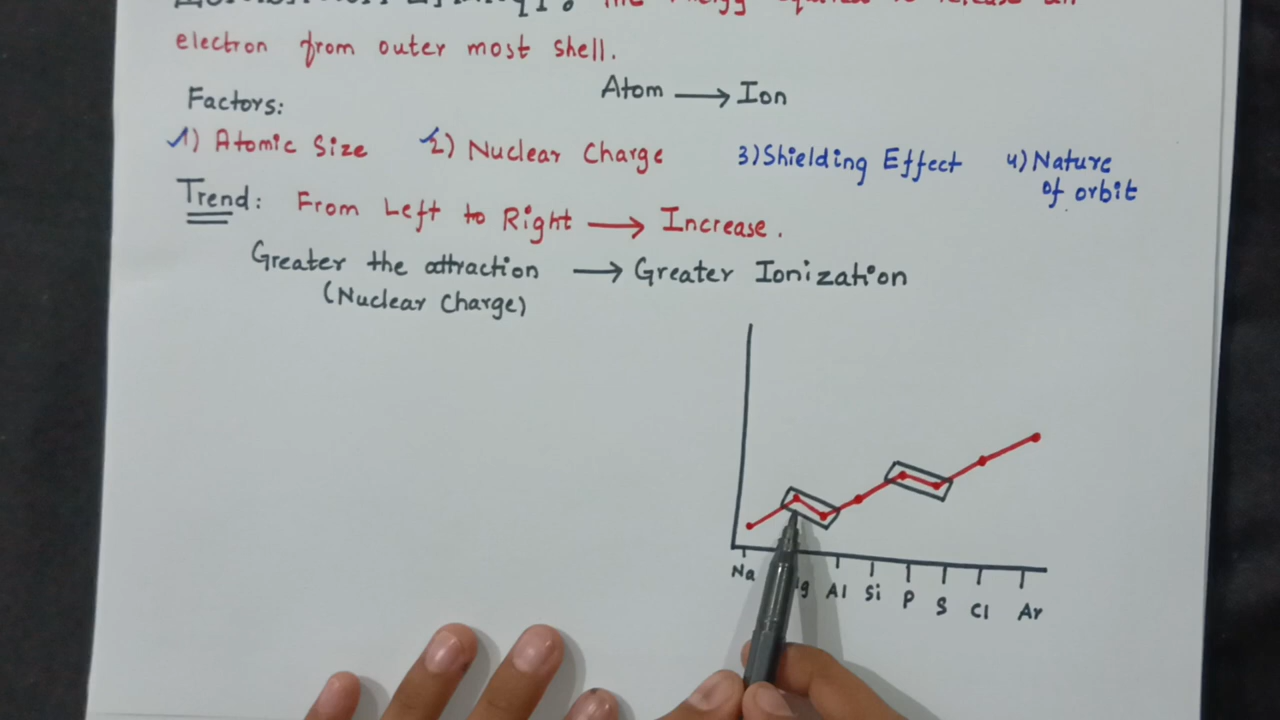 electron from outer most shell.
Atom → Ion
Factors:
1) Atomic Size 2) Nuclear Charge 3) Shielding Effect 4) Nature of orbit
Trend: From Left to Right → Increase.
Greater the attraction → Greater Ionization
(Nuclear Charge)
Na Al Si P S Cl Ar